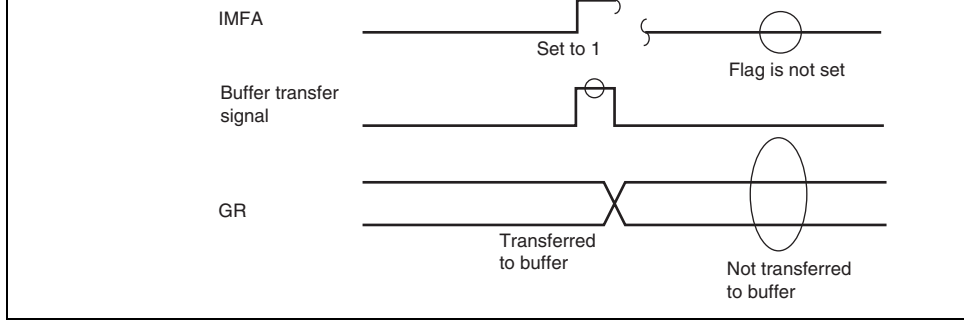 IMFA
Set to 1
Flag is not set
Buffer transfer
signal
GR
Transferred
to buffer
Not transferred
to buffer